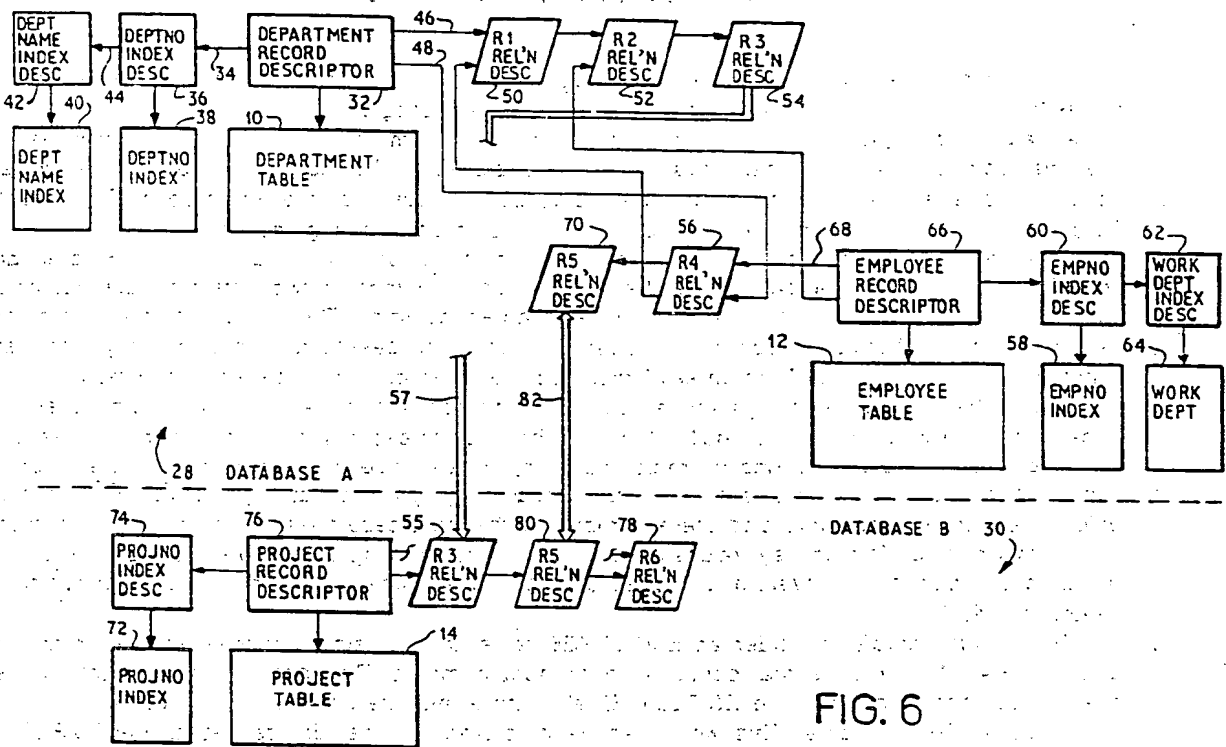 DEPT
NAME
INDEX
DESC
42
44
40
DEPT
NAME
INDEX
DEPTNO
INDEX
DESC
34
36
38
DEPTNO
INDEX
DEPARTMENT
RECORD
DESCRIPTOR
32
10
DEPARTMENT
TABLE
46
48
R1
REL'N
DESC
50
R2
REL'N
DESC
52
R3
REL'N
DESC
54
70
R5
REL'N
DESC
56
R4
REL'N
DESC
68
66
EMPLOYEE
RECORD
DESCRIPTOR
60
EMPNO
INDEX
DESC
62
WORK
DEPT
INDEX
DESC
12
EMPLOYEE
TABLE
58
EMPNO
INDEX
64
WORK
DEPT
57
82
28 DATABASE A
DATABASE B 30
74
PROJNO
INDEX
DESC
76
PROJECT
RECORD
DESCRIPTOR
55
R3
REL'N
DESC
80
R5
REL'N
DESC
78
R6
REL'N
DESC
72
PROJNO
INDEX
14
PROJECT
TABLE
FIG. 6